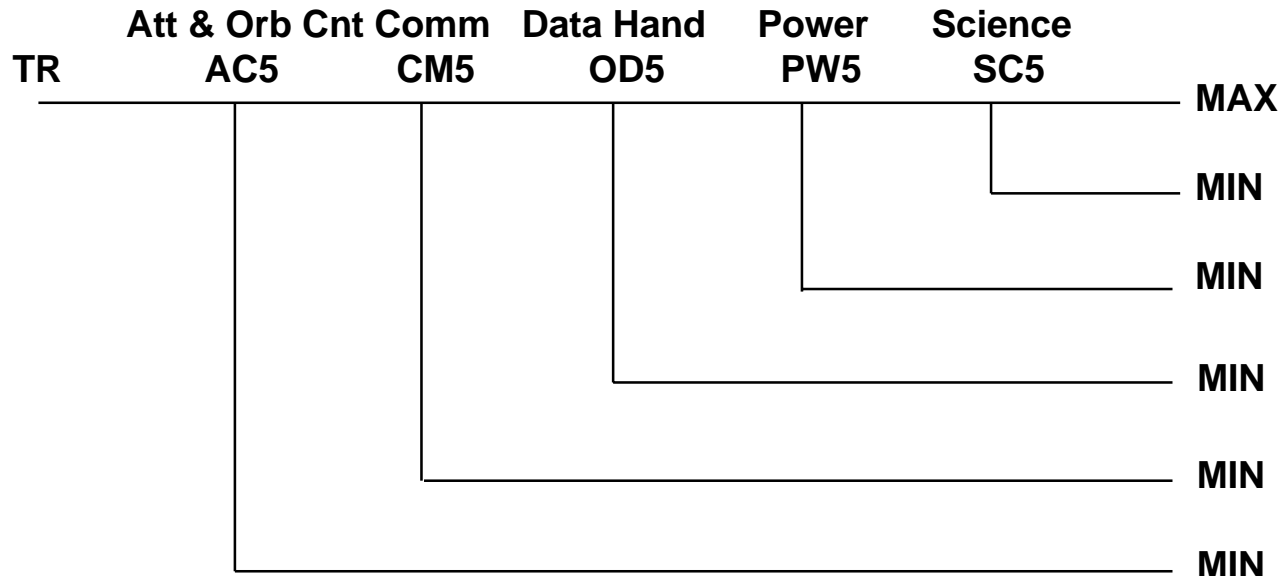 Att & Orb Cnt Comm Data Hand Power Science
TR AC5 CM5 OD5 PW5 SC5
MAX
MIN
MIN
MIN
MIN
MIN